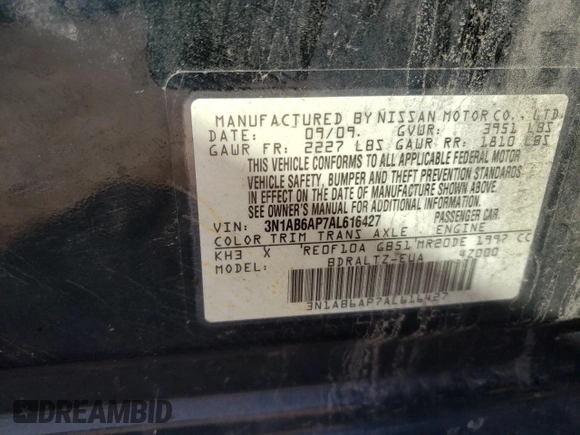 MANUFACTURED BY NISSAN MOTOR CO., LTD.
DATE: 09/09. GVWR: 3951 LBS
GAWR FR: 2227 LBS GAWR RR: 1810 LBS
THIS VEHICLE CONFORMS TO ALL APPLICABLE FEDERAL MOTOR
VEHICLE SAFETY, BUMPER AND THEFT PREVENTION STANDARDS
IN EFFECT ON THE DATE OF MANUFACTURE SHOWN ABOVE.
SEE OWNER'S MANUAL FOR ADDITIONAL INFORMATION
VIN: 3N1AB6AP7AL616427 PASSENGER CAR.
COLOR TRIM TRANS AXLE ENGINE
KH3 X RE0F10A GB51 MR20DE 1997 CC
MODEL: BDRALTZ-EUA 4Z000
3N1AB6AP7AL616427
DREAMBID